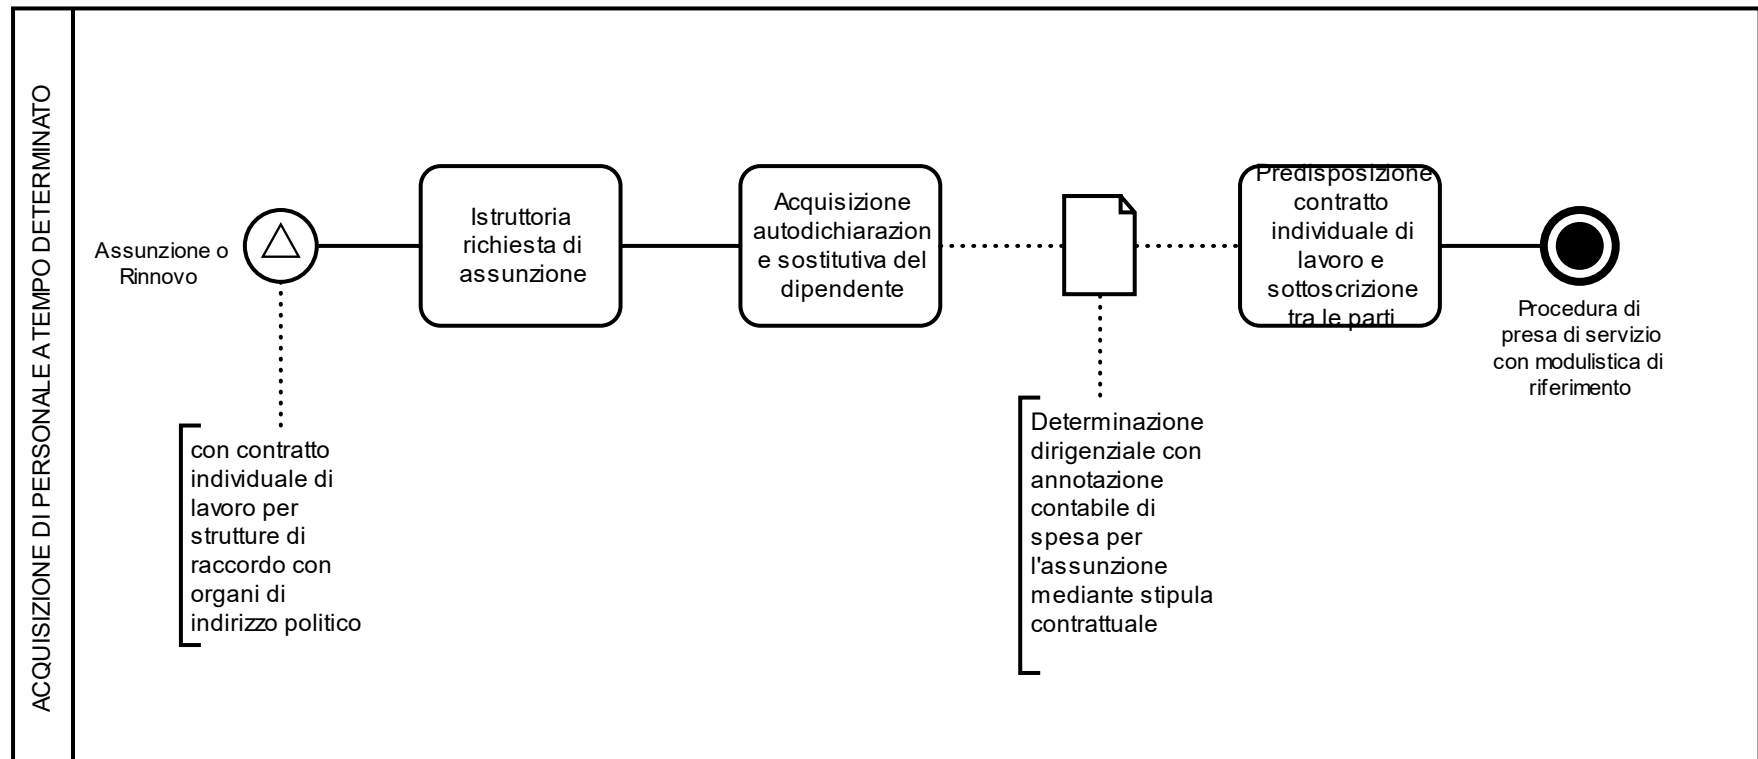 ACQUISIZIONE DI PERSONALE A TEMPO DETERMINATO
Assunzione o
Rinnovo
Istruttoria
richiesta di
assunzione
Acquisizione
autodichiarazion
e sostitutiva del
dipendente
Predisposizione
contratto
individuale di
lavoro e
sottoscrizione
tra le parti
Procedura di
presa di servizio
con modulistica di
riferimento
con contratto
individuale di
lavoro per
strutture di
raccordo con
organi di
indirizzo politico
Determinazione
dirigenziale con
annotazione
contabile di
spesa per
l'assunzione
mediante stipula
contrattuale